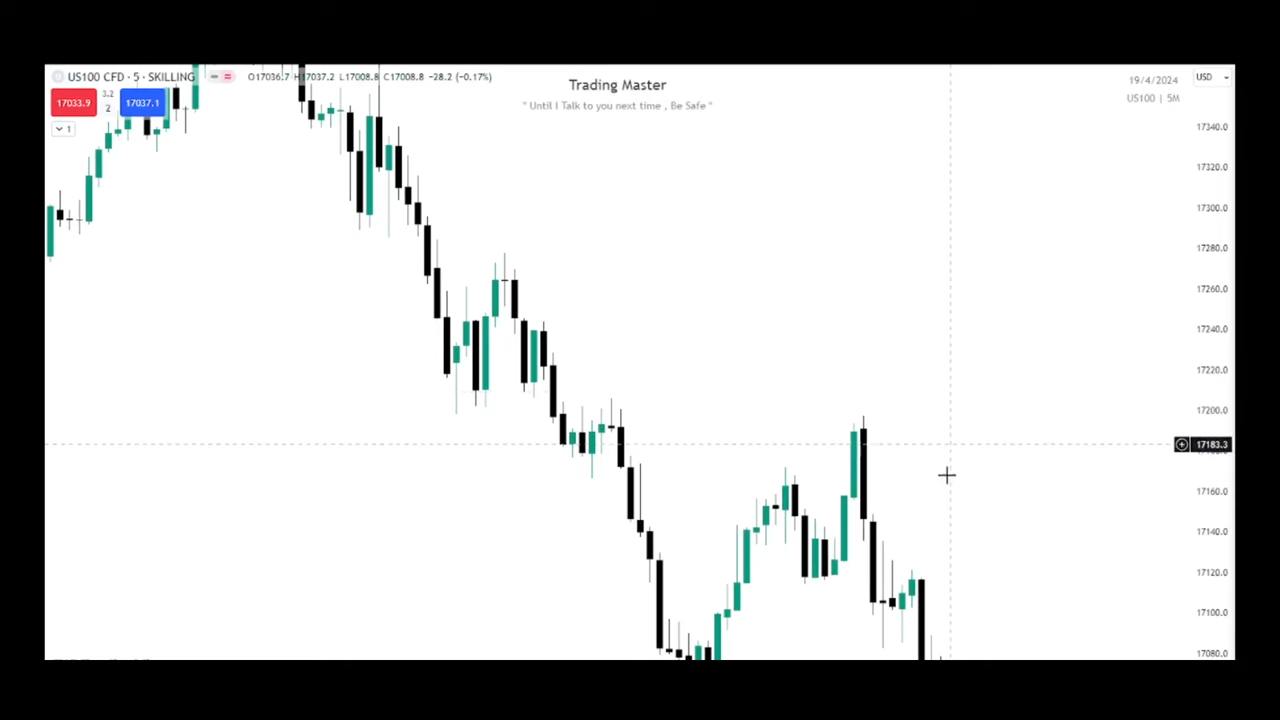 US100 CFD · 5 · SKILLING O17036.7 H17037.2 L17008.8 C17008.8 −28.2 (−0.17%)
17033.9 3.2 2 17037.1
1
Trading Master
" Until I Talk to you next time , Be Safe "
19/4/2024
US100 | 5M
USD
17340.0
17320.0
17300.0
17280.0
17260.0
17240.0
17220.0
17200.0
17183.3
17160.0
17140.0
17120.0
17100.0
17080.0